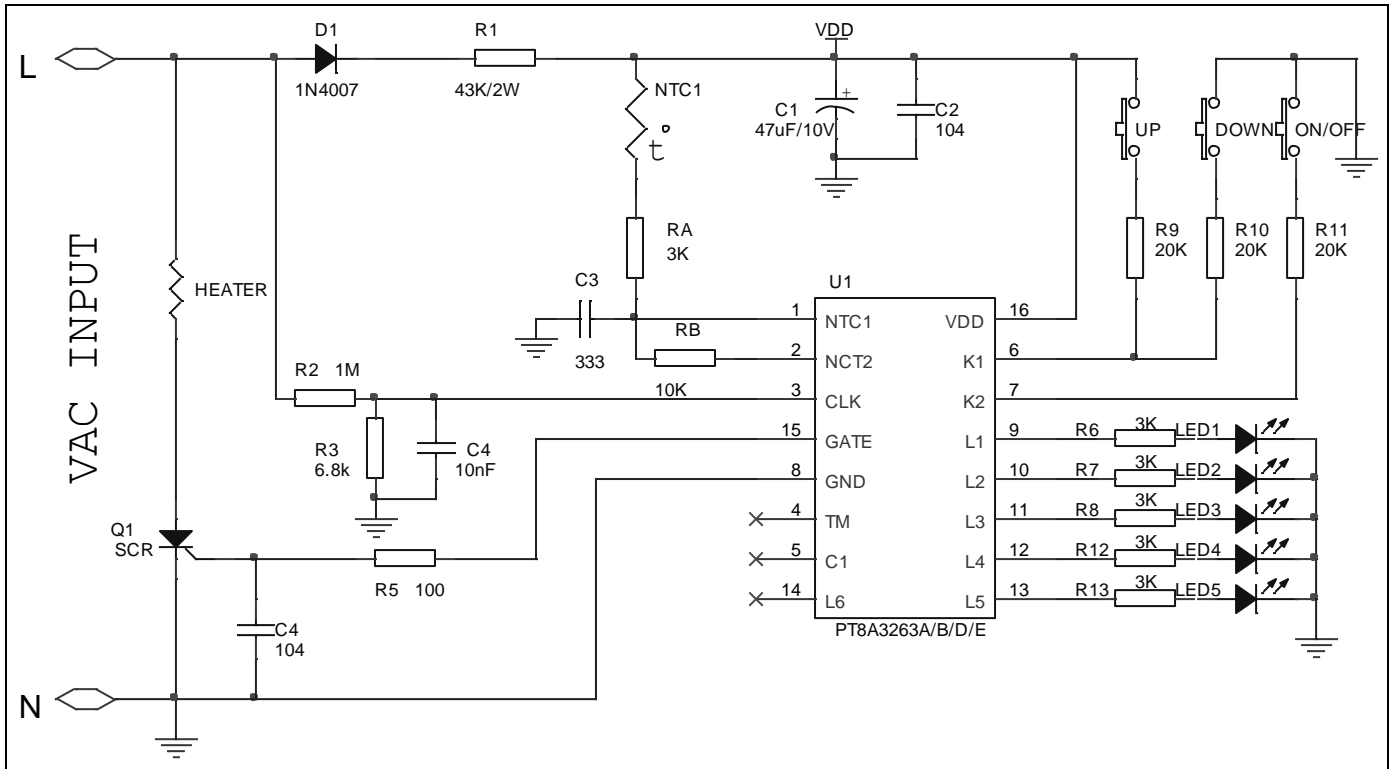 L
D1
1N4007
R1
43K/2W
NTC1
t°
VDD
C1
47uF/10V
+
C2
104
UP
DOWN
ON/OFF
R9
20K
R10
20K
R11
20K
RA
3K
C3
333
RB
10K
VAC INPUT
HEATER
R2 1M
R3
6.8k
C4
10nF
Q1
SCR
R5 100
C4
104
N
U1
1 NTC1
2 NCT2
3 CLK
15 GATE
8 GND
4 TM
5 C1
14 L6
VDD 16
K1 6
K2 7
L1 9
L2 10
L3 11
L4 12
L5 13
PT8A3263A/B/D/E
R6 3K LED1
R7 3K LED2
R8 3K LED3
R12 3K LED4
R13 3K LED5